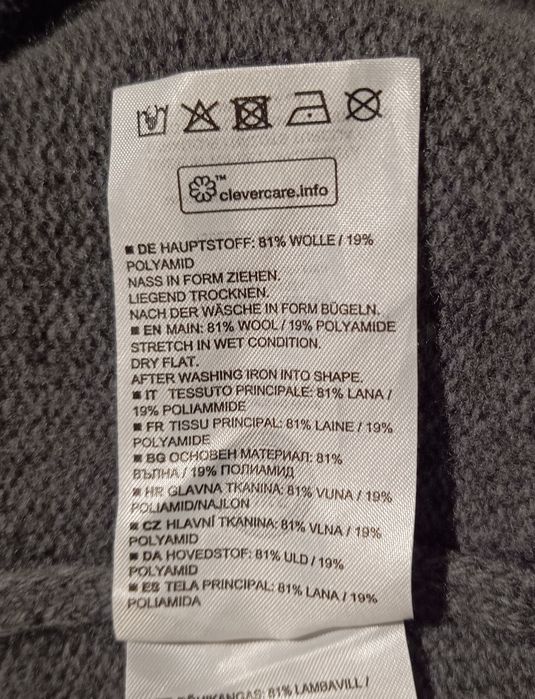 ™
clevercare.info
■ DE HAUPTSTOFF: 81% WOLLE / 19%
POLYAMID
NASS IN FORM ZIEHEN.
LIEGEND TROCKNEN.
NACH DER WÄSCHE IN FORM BÜGELN.
■ EN MAIN: 81% WOOL / 19% POLYAMIDE
STRETCH IN WET CONDITION.
DRY FLAT.
AFTER WASHING IRON INTO SHAPE.
■ IT TESSUTO PRINCIPALE: 81% LANA /
19% POLIAMMIDE
■ FR TISSU PRINCIPAL: 81% LAINE / 19%
POLYAMIDE
■ BG ОСНОВЕН МАТЕРИАЛ: 81%
ВЪЛНА / 19% ПОЛИАМИД
■ HR GLAVNA TKANINA: 81% VUNA / 19%
POLIAMID/NAJLON
■ CZ HLAVNÍ TKANINA: 81% VLNA / 19%
POLYAMID
■ DA HOVEDSTOF: 81% ULD / 19%
POLYAMID
■ ES TELA PRINCIPAL: 81% LANA / 19%
POLIAMIDA
81% LAMBAVILL /